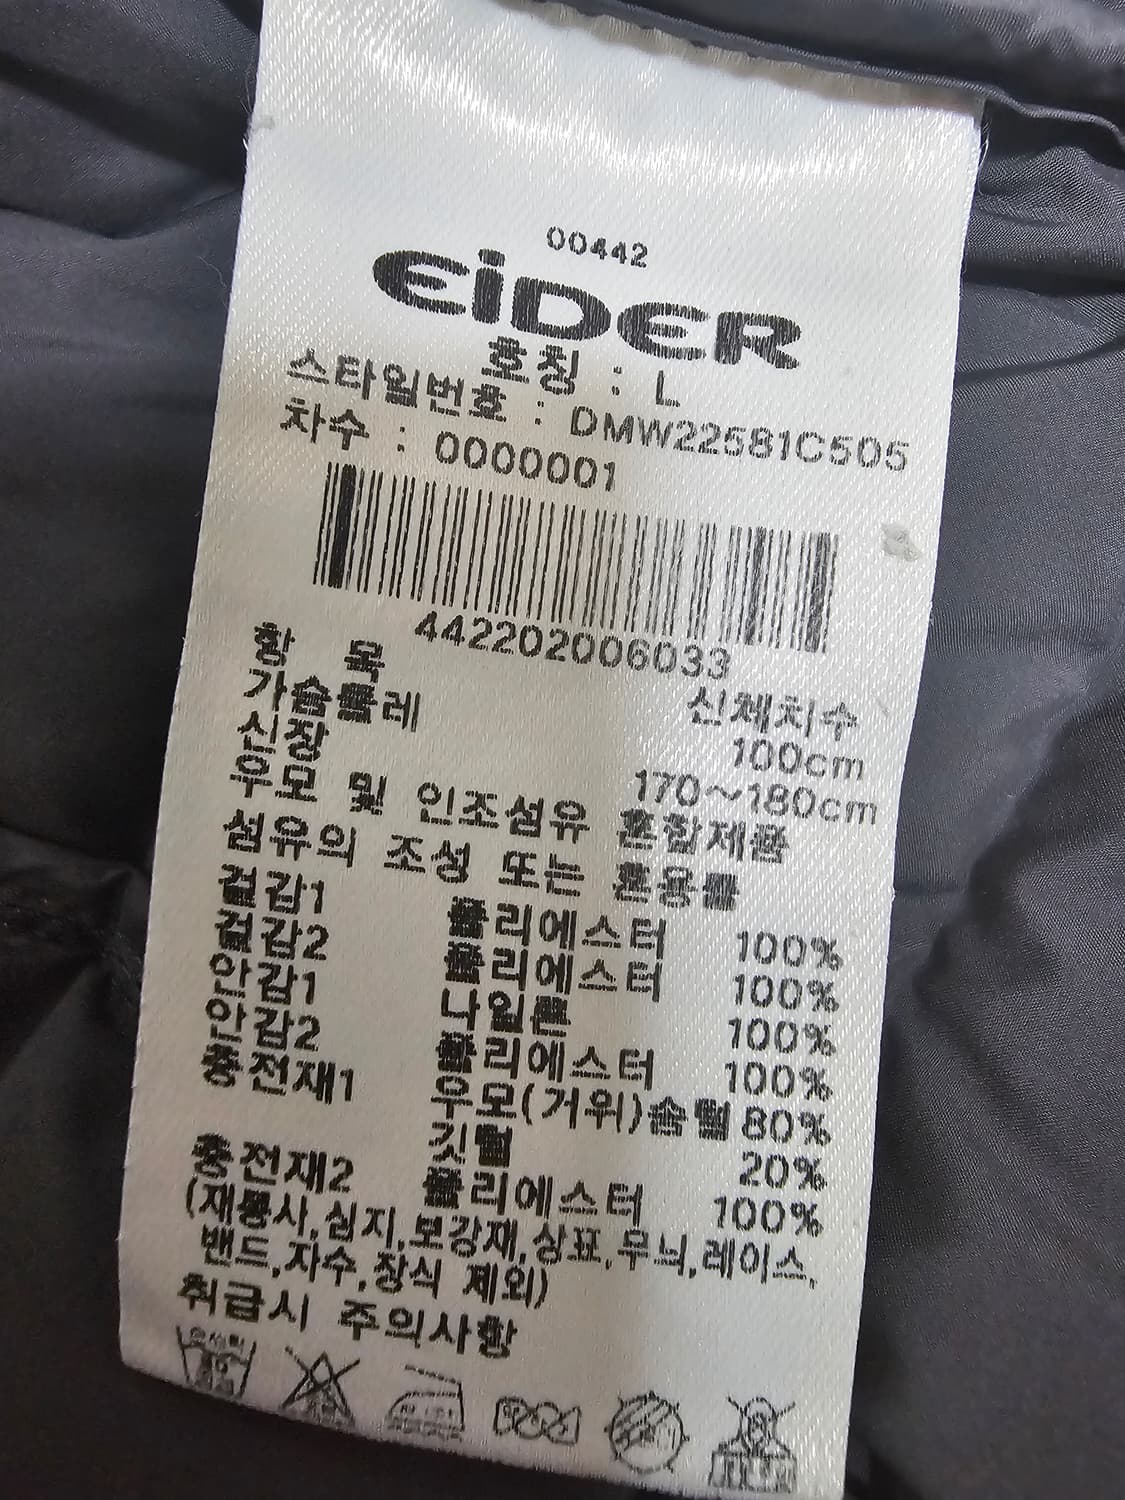 00442
EiDER
호칭 : L
스타일번호 : DMW22581C505
차수 : 0000001
442202006033
항 목 신체치수
가슴둘레 100cm
신장 170~180cm
우모 및 인조섬유 혼합제품
섬유의 조성 또는 혼용률
겉감1 폴리에스터 100%
겉감2 폴리에스터 100%
안감1 나일론 100%
안감2 폴리에스터 100%
충전재1 우모(거위)솜털 80%
깃털 20%
충전재2 폴리에스터 100%
(재봉사,심지,보강재,상표,무늬,레이스,
밴드,자수,장식 제외)
취급시 주의사항